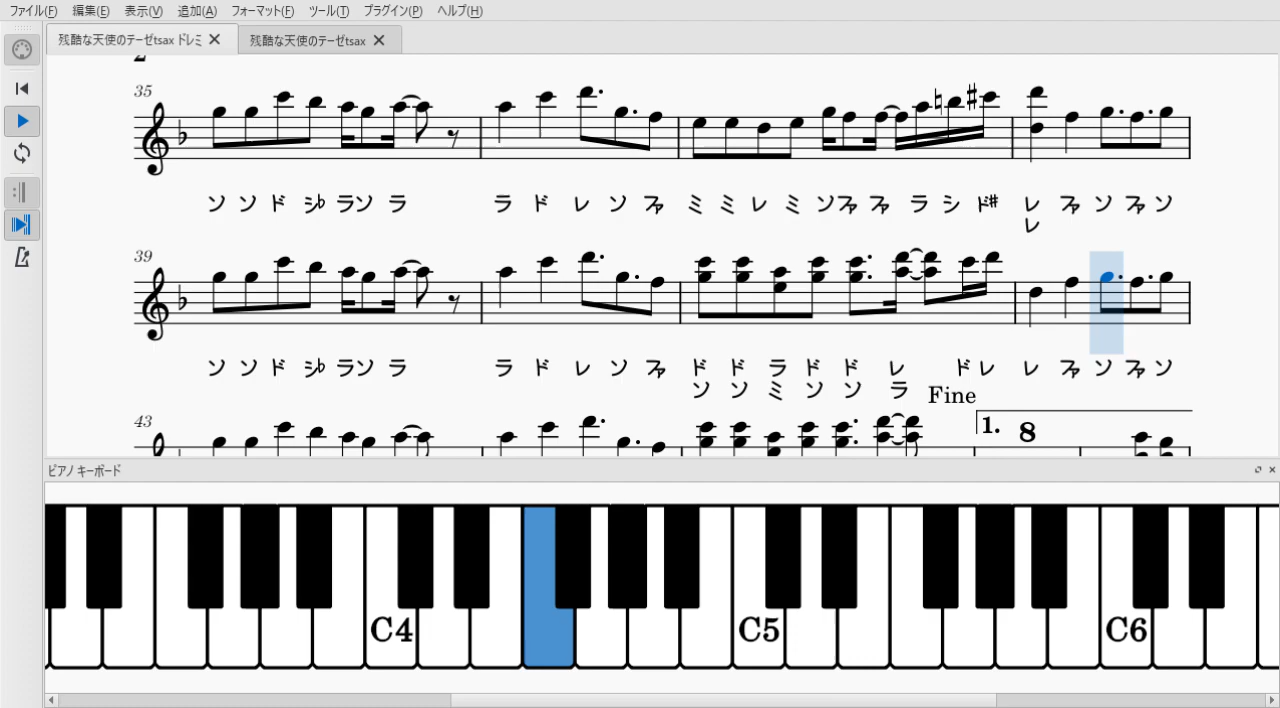 ファイル(F) 編集(E) 表示(V) 追加(A) フォーマット(F) ツール(T) プラグイン(P) ヘルプ(H)
残酷な天使のテーゼtsax ドレミ 残酷な天使のテーゼtsax
2
35
ソ ソ ド シ♭ ラソ ラ ラ ド レ ソ ファ ミ ミ レ ミ ソファ ファ ラ シ ド# レ ファ ソ ファ ソ
レ
39
ソ ソ ド シ♭ ラソ ラ ラ ド レ ソ ファ ド ド ラ ド ド レ ドレ レ ファ ソ ファ ソ
ソ ソ ミ ソ ソ ラ Fine
43
1. 8
ピアノ キーボード
C4 C5 C6